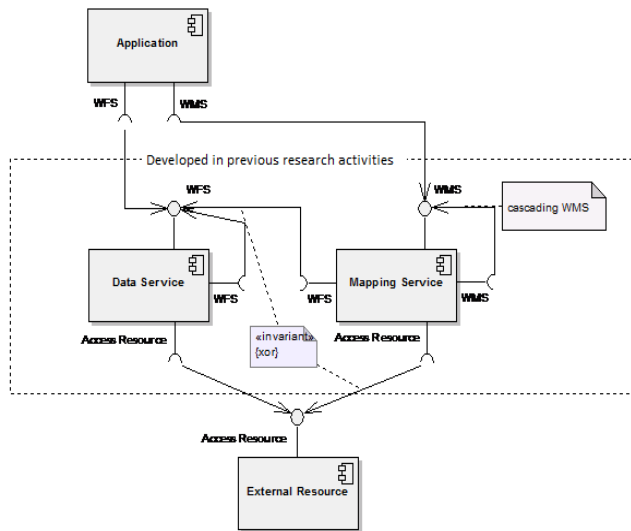 Application
WFS
WMS
Developed in previous research activities
WFS
WMS
cascading WMS
Data Service
Mapping Service
WFS
WFS
WMS
Access Resource
«invariant»
{xor}
Access Resource
Access Resource
External Resource